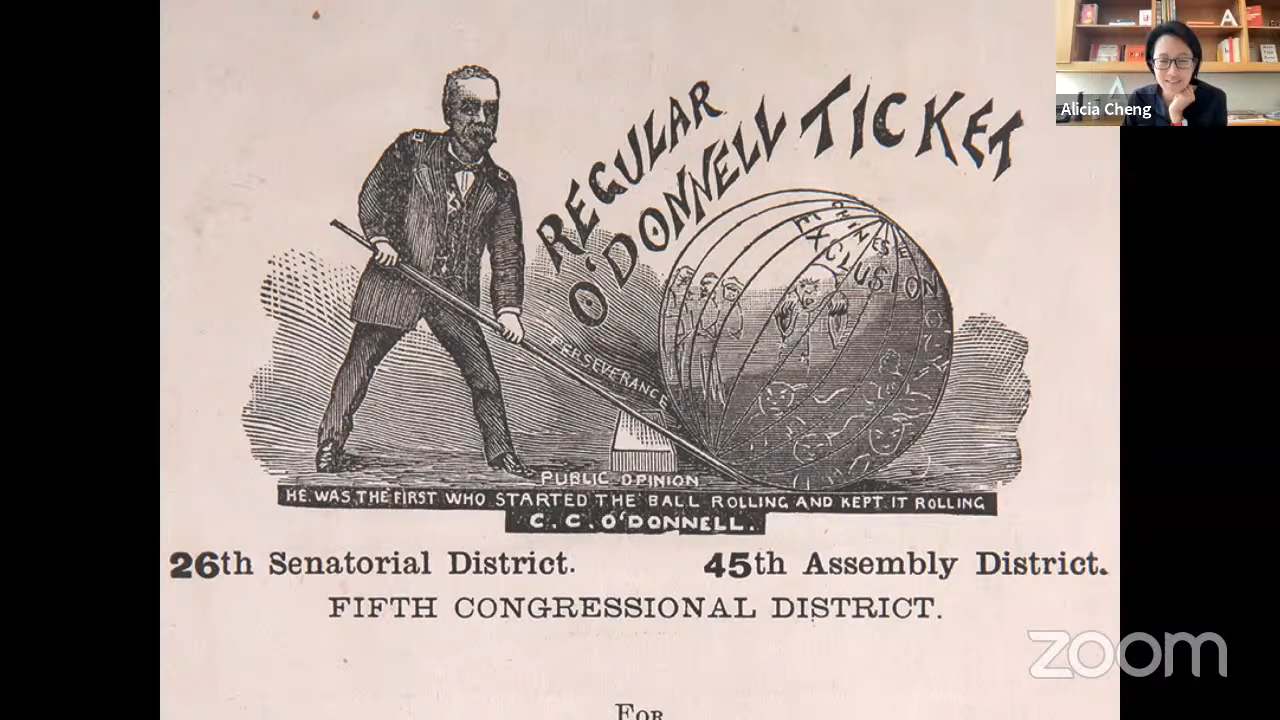 Alicia Cheng
REGULAR
O'DONNELL TICKET
CHINESE
EXCLUSION
PERSEVERANCE
PUBLIC OPINION
HE WAS THE FIRST WHO STARTED THE BALL ROLLING AND KEPT IT ROLLING
C. C. O'DONNELL.
26th Senatorial District. 45th Assembly District.
FIFTH CONGRESSIONAL DISTRICT.
For
zoom